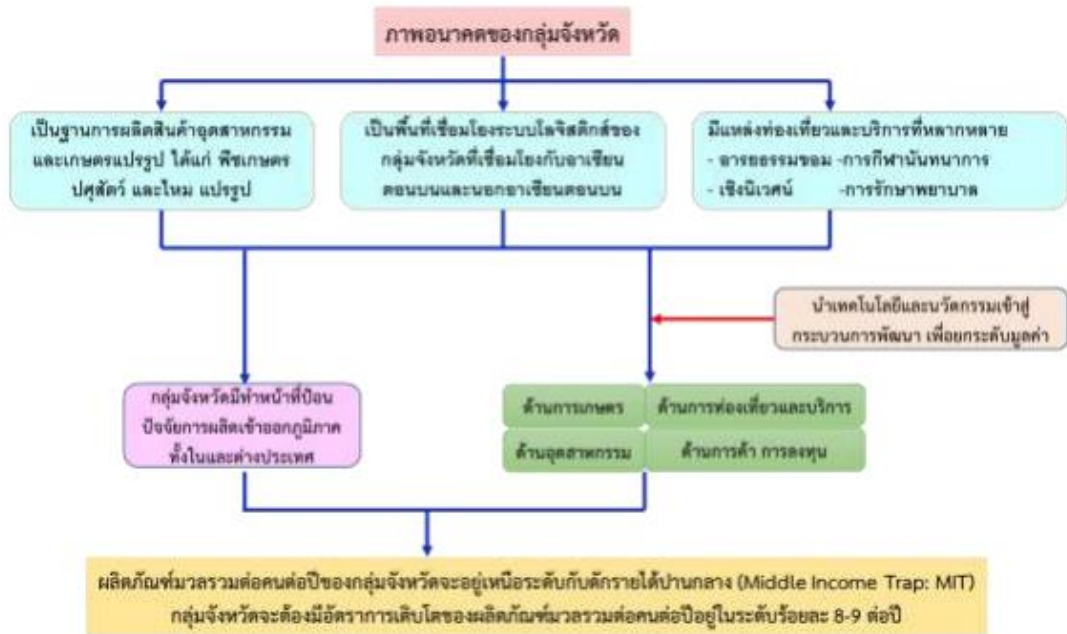 ภาพอนาคตของกลุ่มจังหวัด
เป็นฐานการผลิตสินค้าอุตสาหกรรม
และเกษตรแปรรูป ได้แก่ พืชเกษตร
ปศุสัตว์ และไหม แปรรูป
เป็นพื้นที่เชื่อมโยงระบบโลจิสติกส์ของ
กลุ่มจังหวัดที่เชื่อมโยงกับอาเซียน
ตอนบนและนอกอาเซียนตอนบน
มีแหล่งท่องเที่ยวและบริการที่หลากหลาย
- อารยธรรมขอม -การกีฬานันทนาการ
- เชิงนิเวศน์ -การรักษาพยาบาล
นำเทคโนโลยีและนวัตกรรมเข้าสู่
กระบวนการพัฒนา เพื่อยกระดับมูลค่า
กลุ่มจังหวัดมีทำหน้าที่ป้อน
ปัจจัยการผลิตเข้าออกภูมิภาค
ทั้งในและต่างประเทศ
ด้านการเกษตร ด้านการท่องเที่ยวและบริการ
ด้านอุตสาหกรรม ด้านการค้า การลงทุน
ผลิตภัณฑ์มวลรวมต่อคนต่อปีของกลุ่มจังหวัดจะอยู่เหนือระดับกับดักรายได้ปานกลาง (Middle Income Trap: MIT)
กลุ่มจังหวัดจะต้องมีอัตราการเติบโตของผลิตภัณฑ์มวลรวมต่อคนต่อปีอยู่ในระดับร้อยละ 8-9 ต่อปี